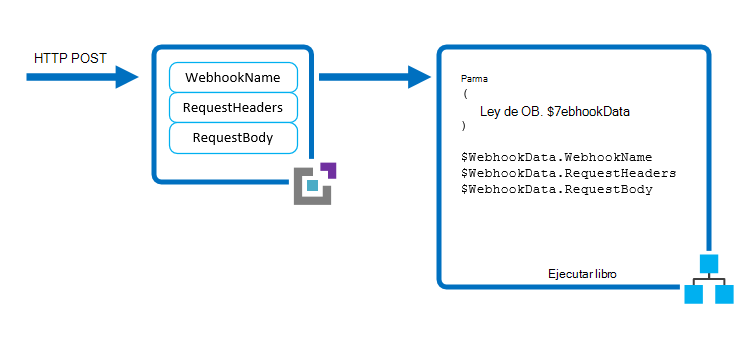 HTTP POST
WebhookName
RequestHeaders
RequestBody
Parma
(
Ley de OB. $7ebhookData
)
$WebhookData.WebhookName
$WebhookData.RequestHeaders
$WebhookData.RequestBody
Ejecutar libro